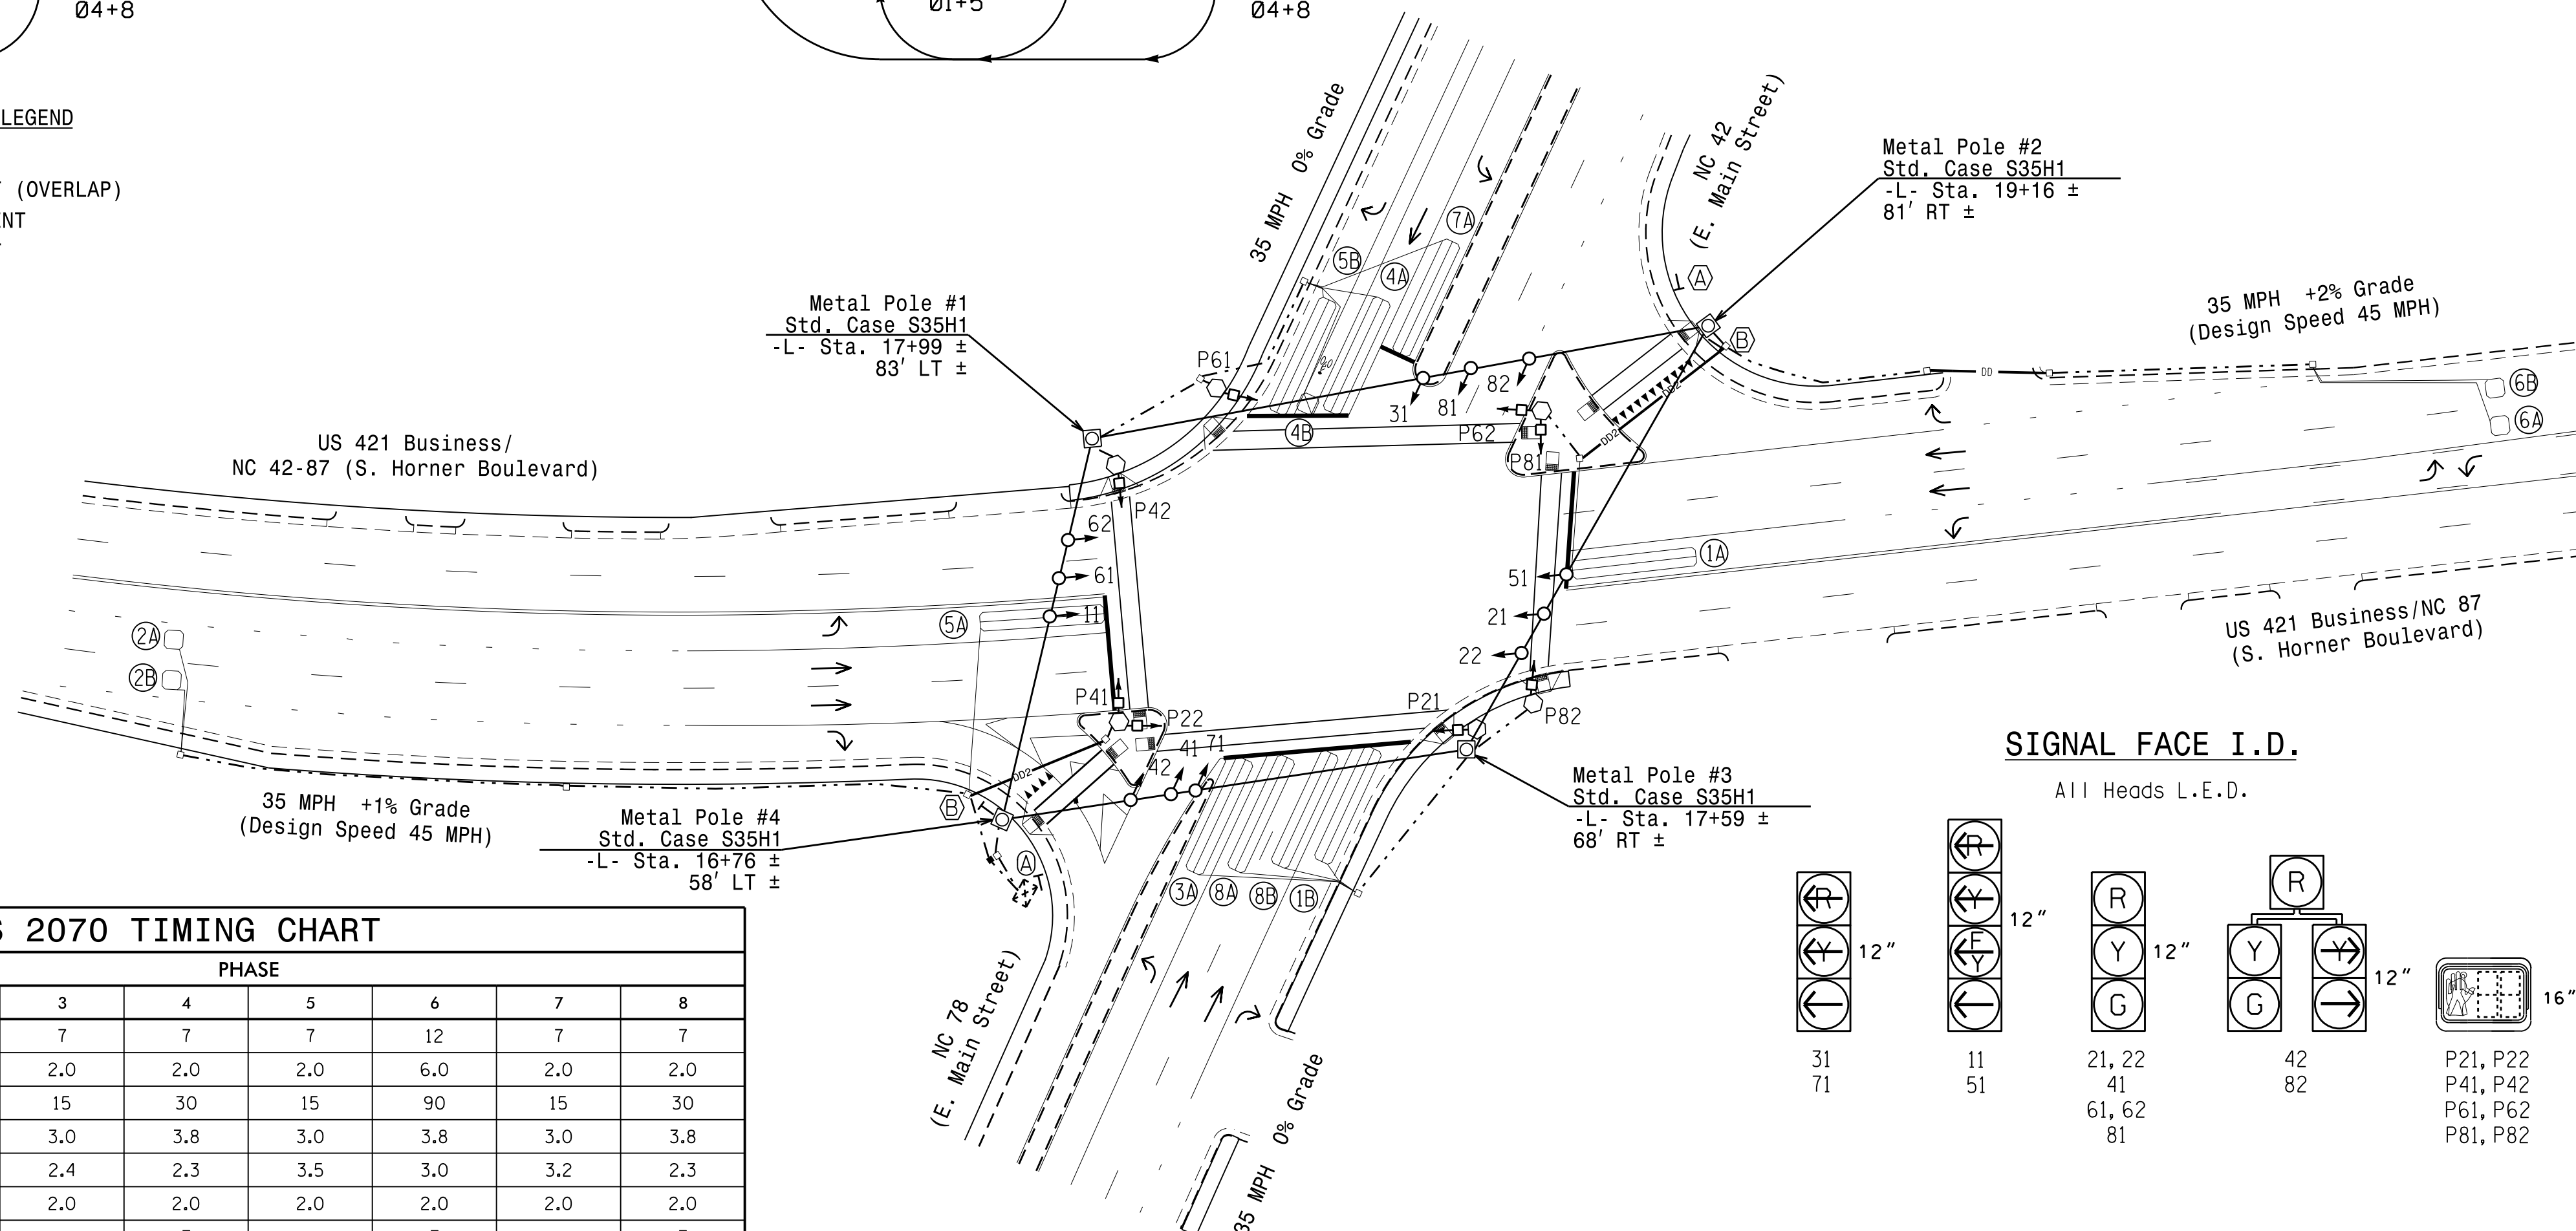 Ø4+8
Ø1+5
Ø4+8
LEGEND
(OVERLAP)
35 MPH 0% Grade
NC 42
(E. Main Street)
Metal Pole #2
Std. Case S35H1
-L- Sta. 19+16 ±
81' RT ±
Metal Pole #1
Std. Case S35H1
-L- Sta. 17+99 ±
83' LT ±
35 MPH +2% Grade
(Design Speed 45 MPH)
US 421 Business/
NC 42-87 (S. Horner Boulevard)
7A
5B
4A
A
B
P61
31
81
82
4B
P62
P81
DD2
DD2
DD
6B
6A
P42
62
61
11
5A
2A
2B
51
1A
21
22
US 421 Business/NC 87
(S. Horner Boulevard)
P41
P22
41
71
42
P21
P82
DD2
B
A
35 MPH +1% Grade
(Design Speed 45 MPH)
Metal Pole #4
Std. Case S35H1
-L- Sta. 16+76 ±
58' LT ±
Metal Pole #3
Std. Case S35H1
-L- Sta. 17+59 ±
68' RT ±
3A
8A
8B
1B
NC 78
(E. Main Street)
35 MPH 0% Grade
SIGNAL FACE I.D.
All Heads L.E.D.
R
Y
12"
31
71
R
Y
F
Y
12"
11
51
R
Y
G
12"
21, 22
41
61, 62
81
R
Y
Y
G
12"
42
82
16"
P21, P22
P41, P42
P61, P62
P81, P82
2070 TIMING CHART
PHASE
3 4 5 6 7 8
7 7 7 12 7 7
2.0 2.0 2.0 6.0 2.0 2.0
15 30 15 90 15 30
3.0 3.8 3.0 3.8 3.0 3.8
2.4 2.3 3.5 3.0 3.2 2.3
2.0 2.0 2.0 2.0 2.0 2.0